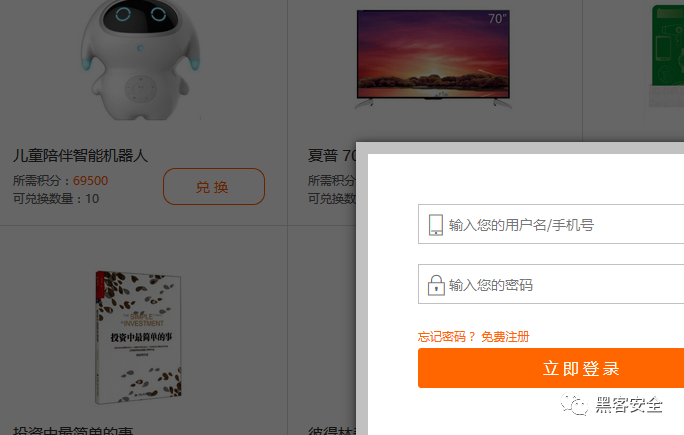 70"
儿童陪伴智能机器人
所需积分：69500
可兑换数量：10
兑 换
夏普 70
所需积分
可兑换数量
输入您的用户名/手机号
输入您的密码
忘记密码？ 免费注册
立即登录
SIMPLE
INVESTMENT
投资中最简单的事
投资中最简单的事
黑客安全